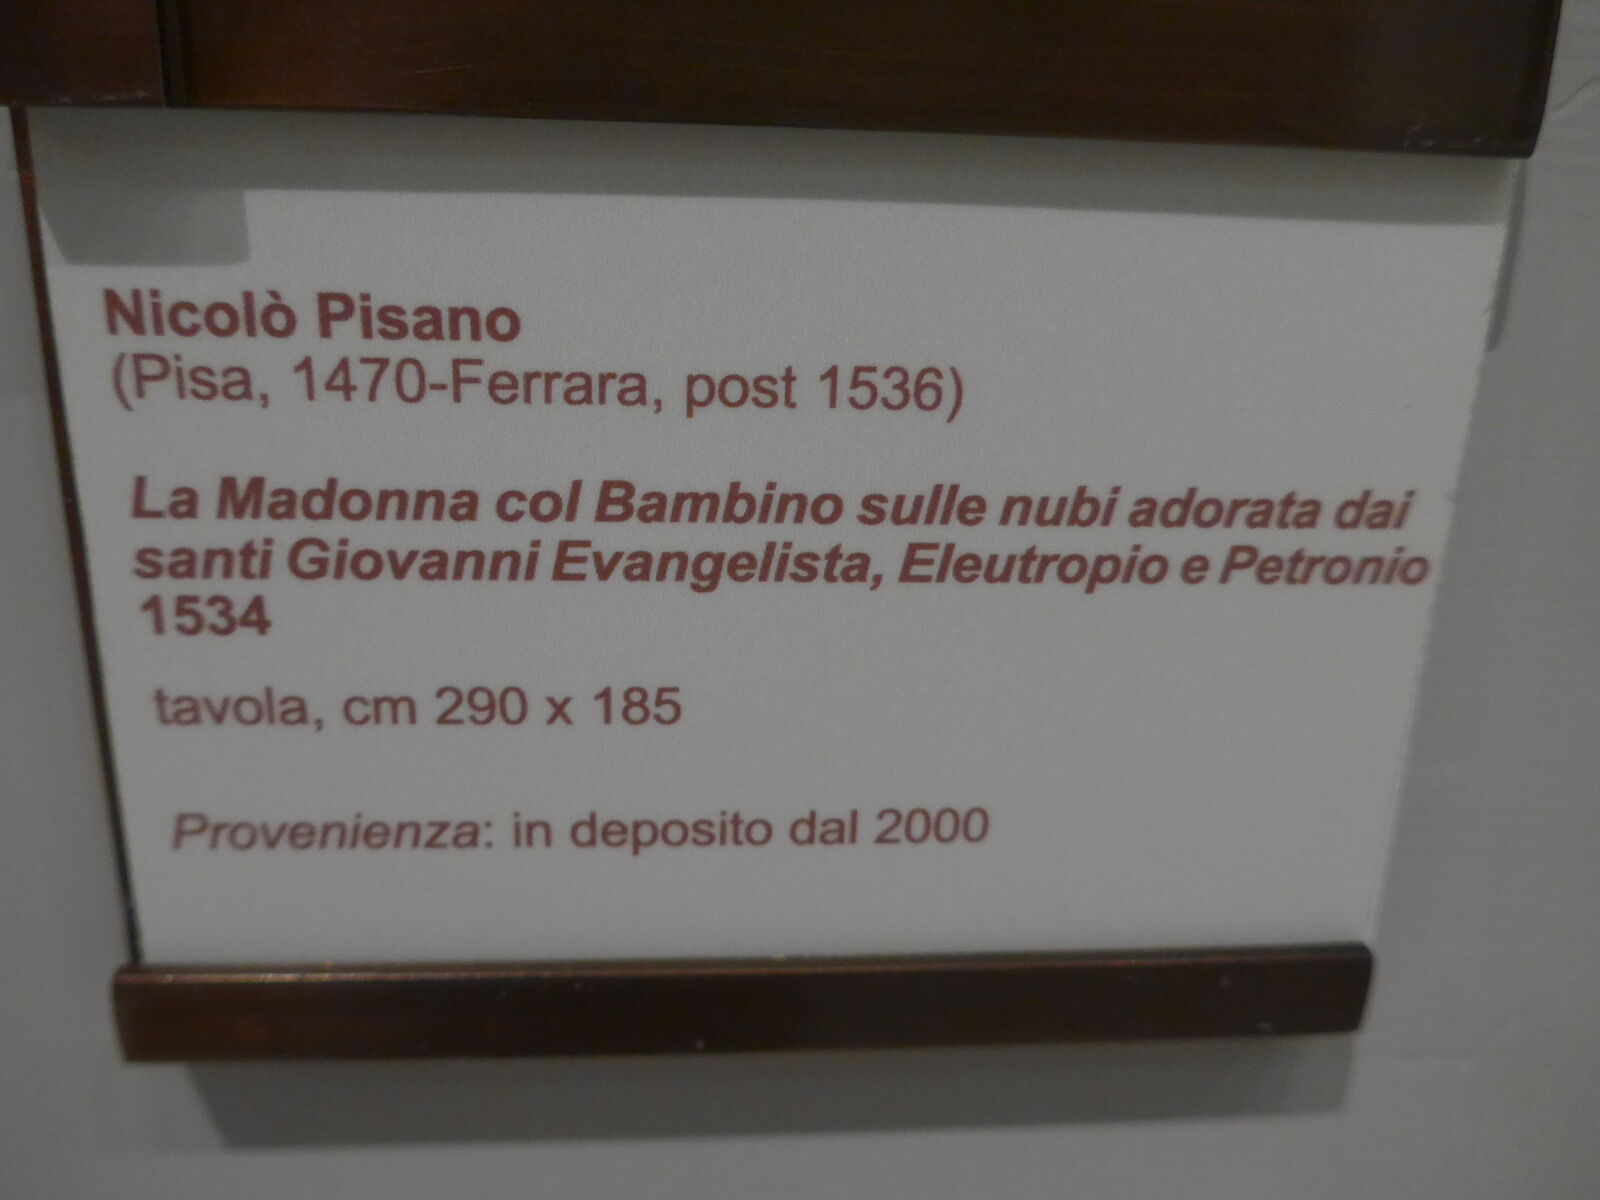 Nicolò Pisano
(Pisa, 1470-Ferrara, post 1536)
La Madonna col Bambino sulle nubi adorata dai
santi Giovanni Evangelista, Eleutropio e Petronio
1534
tavola, cm 290 x 185
Provenienza: in deposito dal 2000